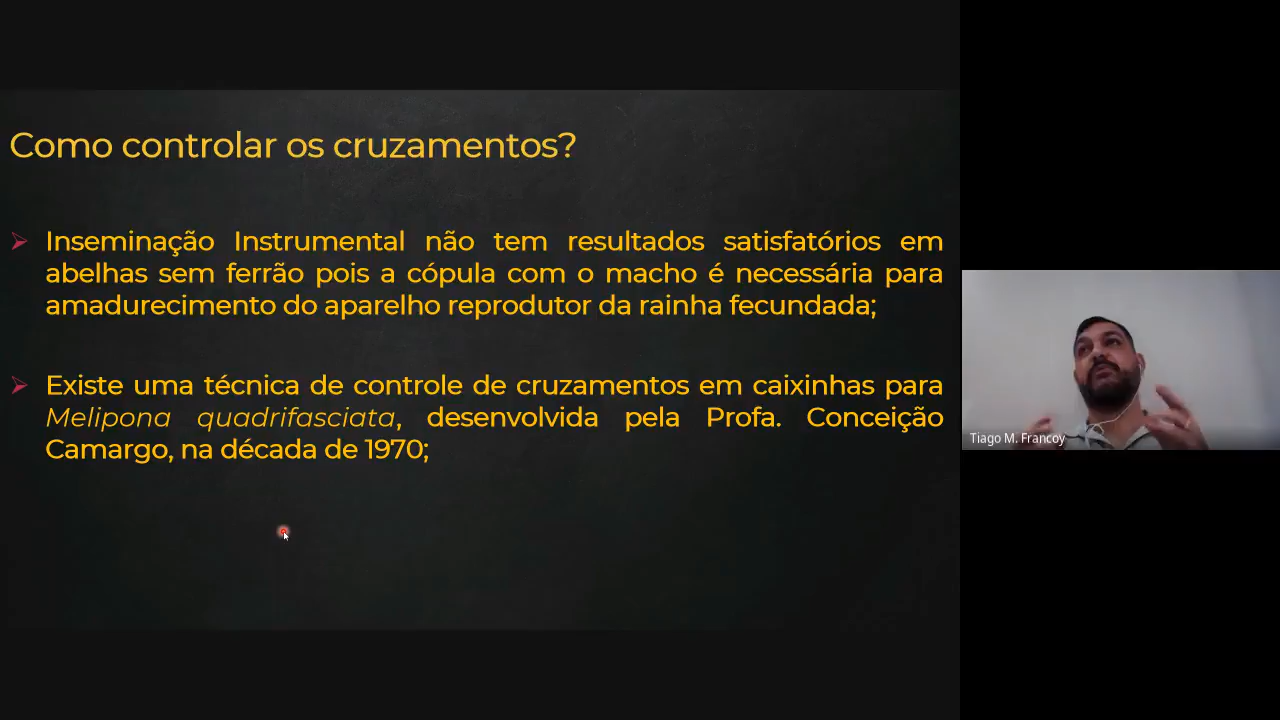 Como controlar os cruzamentos?
Inseminação Instrumental não tem resultados satisfatórios em
abelhas sem ferrão pois a cópula com o macho é necessária para
amadurecimento do aparelho reprodutor da rainha fecundada;
Existe uma técnica de controle de cruzamentos em caixinhas para
Melipona quadrifasciata, desenvolvida pela Profa. Conceição
Camargo, na década de 1970;
Tiago M. Francoy